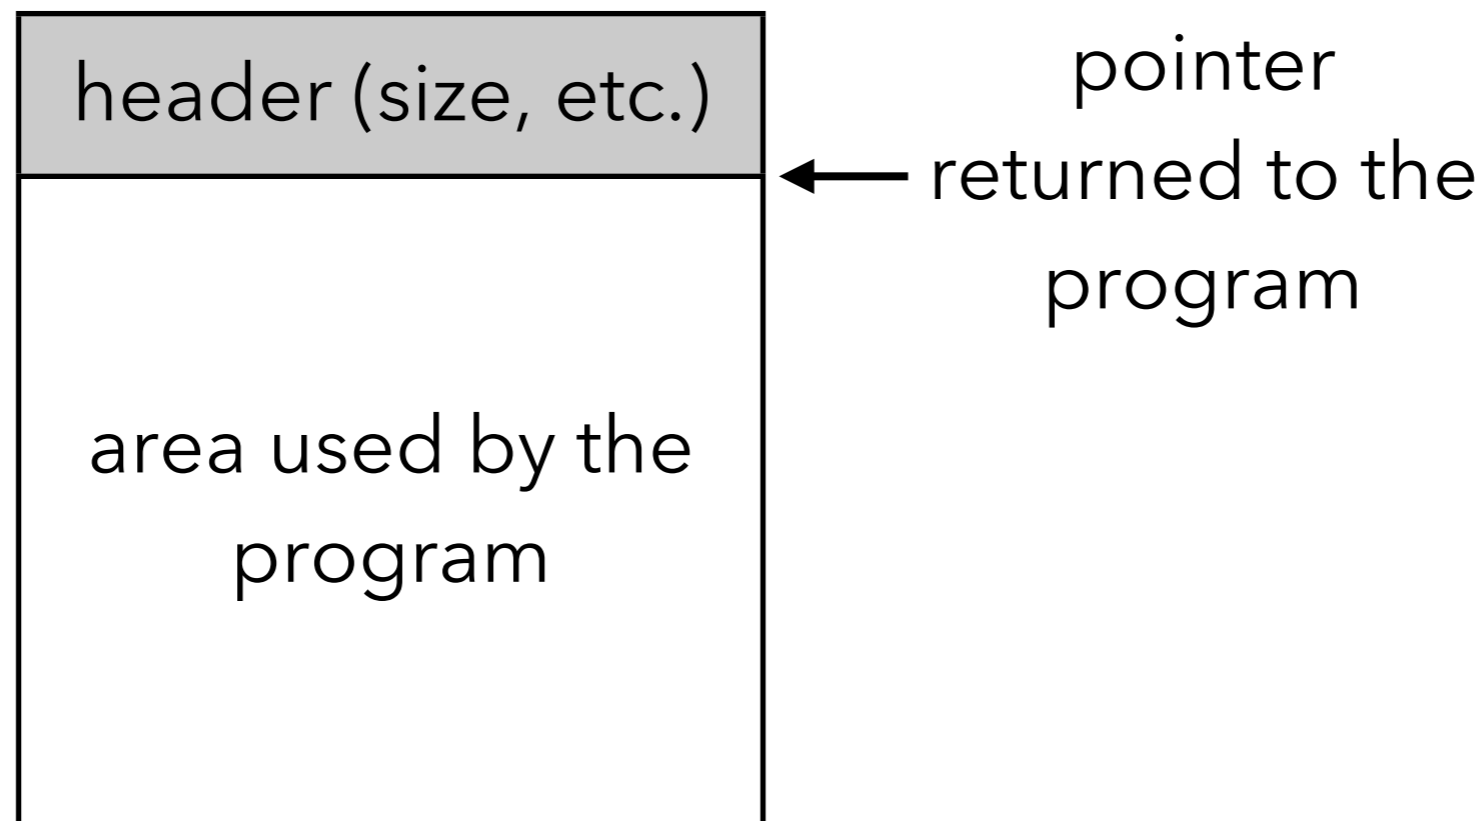 header (size, etc.)
pointer
returned to the
program
area used by the
program